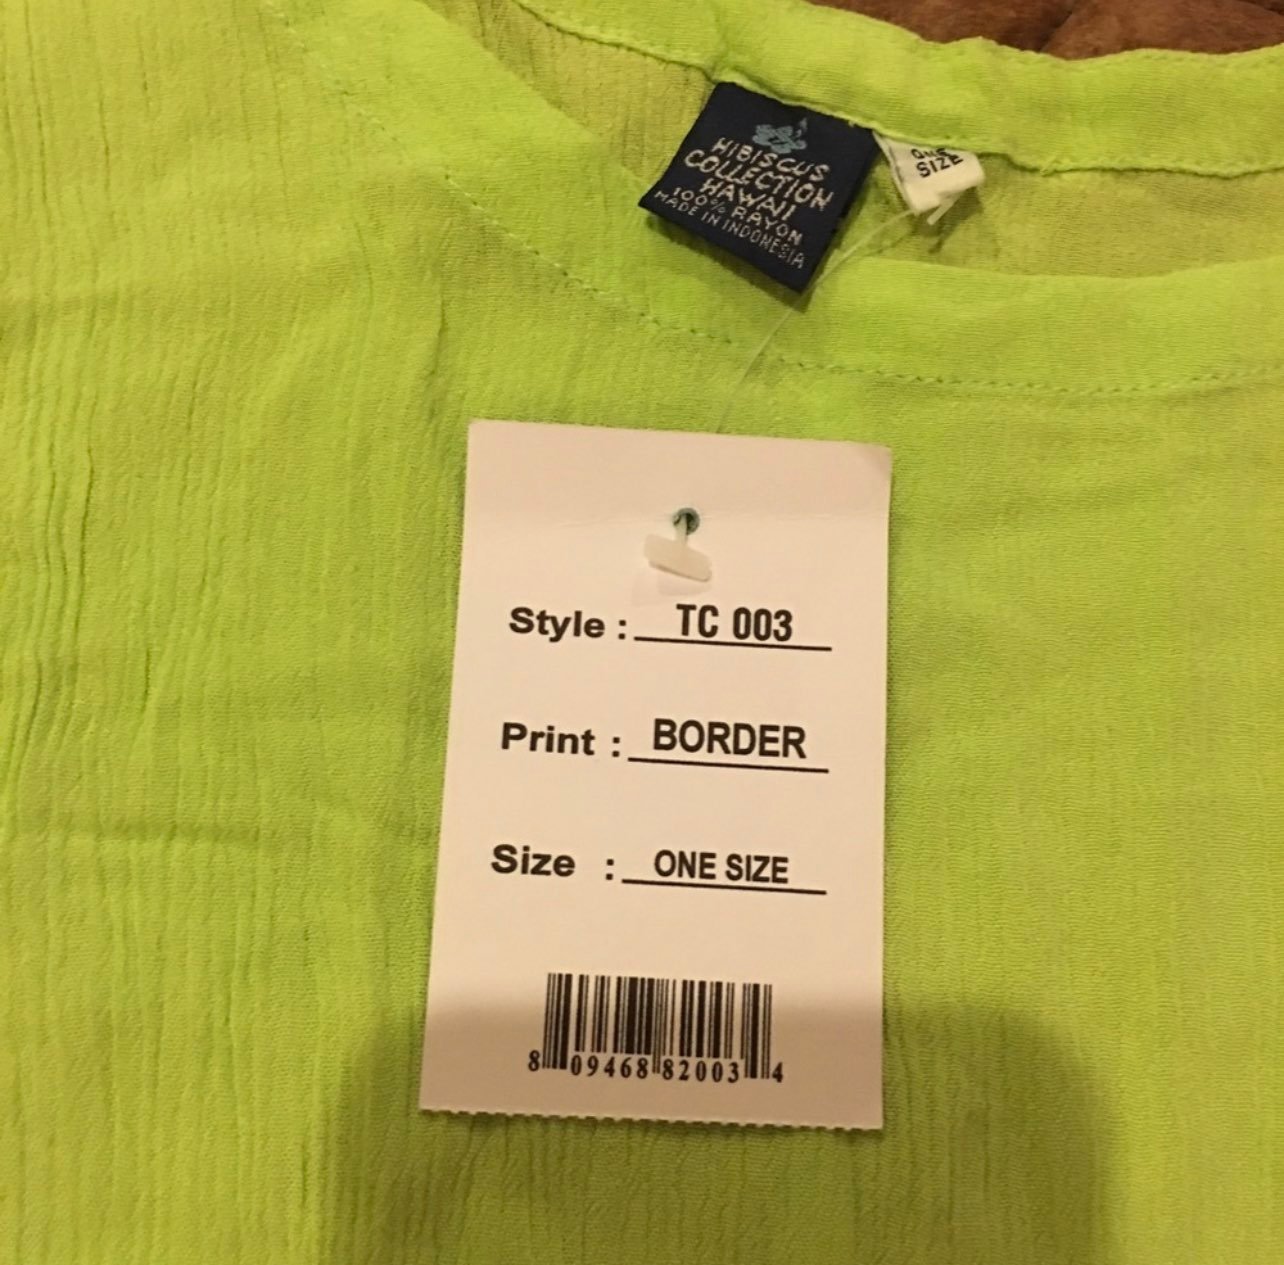 HIBISCUS
COLLECTION
HAWAII
100% RAYON
MADE IN INDONESIA
ONE
SIZE
Style : TC 003
Print : BORDER
Size : ONE SIZE
8 09468 82003 4